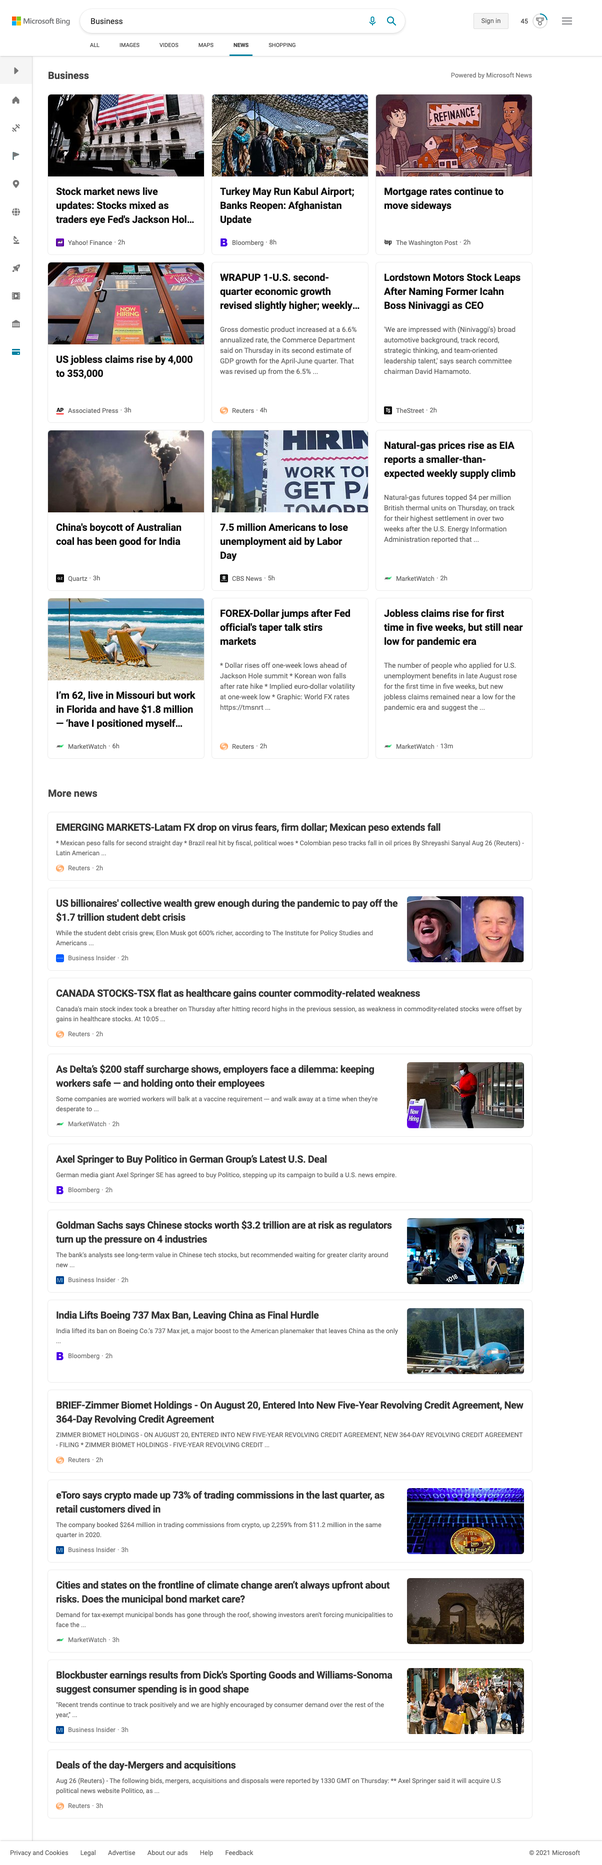 Microsoft Bing
Business
Sign in
45
ALL
IMAGES
VIDEOS
MAPS
NEWS
SHOPPING
Business
Powered by Microsoft News
Stock market news live
updates: Stocks mixed as
traders eye Fed's Jackson Hol...
Yahoo! Finance · 2h
Turkey May Run Kabul Airport;
Banks Reopen: Afghanistan
Update
Bloomberg · 8h
REFINANCE
Mortgage rates continue to
move sideways
The Washington Post · 2h
NOW
HIRING
US jobless claims rise by 4,000
to 353,000
AP
Associated Press · 3h
WRAPUP 1-U.S. second-
quarter economic growth
revised slightly higher; weekly...
Gross domestic product increased at a 6.6%
annualized rate, the Commerce Department
said on Thursday in its second estimate of
GDP growth for the April-June quarter. That
was revised up from the 6.5% ...
Reuters · 4h
Lordstown Motors Stock Leaps
After Naming Former Icahn
Boss Ninivaggi as CEO
'We are impressed with (Ninivaggi's) broad
automotive background, track record,
strategic thinking, and team-oriented
leadership talent,' says search committee
chairman David Hamamoto.
TheStreet · 2h
China's boycott of Australian
coal has been good for India
Quartz · 3h
HIRIN
WORK TO
GET PA
TOMORR
7.5 million Americans to lose
unemployment aid by Labor
Day
CBS News · 5h
Natural-gas prices rise as EIA
reports a smaller-than-
expected weekly supply climb
Natural-gas futures topped $4 per million
British thermal units on Thursday, on track
for their highest settlement in over two
weeks after the U.S. Energy Information
Administration reported that ...
MarketWatch · 2h
I'm 62, live in Missouri but work
in Florida and have $1.8 million
— 'have I positioned myself...
MarketWatch · 6h
FOREX-Dollar jumps after Fed
official's taper talk stirs
markets
* Dollar rises off one-week lows ahead of
Jackson Hole summit * Korean won falls
after rate hike * Implied euro-dollar volatility
at one-week low * Graphic: World FX rates
https://tmsnrt ...
Reuters · 2h
Jobless claims rise for first
time in five weeks, but still near
low for pandemic era
The number of people who applied for U.S.
unemployment benefits in late August rose
for the first time in five weeks, but new
jobless claims remained near a low for the
pandemic era and suggest the ...
MarketWatch · 13m
More news
EMERGING MARKETS-Latam FX drop on virus fears, firm dollar; Mexican peso extends fall
* Mexican peso falls for second straight day * Brazil real hit by fiscal, political woes * Colombian peso tracks fall in oil prices By Shreyashi Sanyal Aug 26 (Reuters) -
Latin American ...
Reuters · 2h
US billionaires' collective wealth grew enough during the pandemic to pay off the
$1.7 trillion student debt crisis
While the student debt crisis grew, Elon Musk got 600% richer, according to The Institute for Policy Studies and
Americans ...
Business Insider · 2h
CANADA STOCKS-TSX flat as healthcare gains counter commodity-related weakness
Canada's main stock index took a breather on Thursday after hitting record highs in the previous session, as weakness in commodity-related stocks were offset by
gains in healthcare stocks. At 10:05 ...
Reuters · 2h
As Delta's $200 staff surcharge shows, employers face a dilemma: keeping
workers safe — and holding onto their employees
Some companies are worried workers will balk at a vaccine requirement — and walk away at a time when they're
desperate to ...
MarketWatch · 2h
Now
Hiring
Axel Springer to Buy Politico in German Group's Latest U.S. Deal
German media giant Axel Springer SE has agreed to buy Politico, stepping up its campaign to build a U.S. news empire.
Bloomberg · 2h
Goldman Sachs says Chinese stocks worth $3.2 trillion are at risk as regulators
turn up the pressure on 4 industries
The bank's analysts see long-term value in Chinese tech stocks, but recommended waiting for greater clarity around
new ...
Business Insider · 2h
1018
India Lifts Boeing 737 Max Ban, Leaving China as Final Hurdle
India lifted its ban on Boeing Co.'s 737 Max jet, a major boost to the American planemaker that leaves China as the only
...
Bloomberg · 2h
BRIEF-Zimmer Biomet Holdings - On August 20, Entered Into New Five-Year Revolving Credit Agreement, New
364-Day Revolving Credit Agreement
ZIMMER BIOMET HOLDINGS - ON AUGUST 20, ENTERED INTO NEW FIVE-YEAR REVOLVING CREDIT AGREEMENT, NEW 364-DAY REVOLVING CREDIT AGREEMENT
- FILING * ZIMMER BIOMET HOLDINGS - FIVE-YEAR REVOLVING CREDIT ...
Reuters · 2h
eToro says crypto made up 73% of trading commissions in the last quarter, as
retail customers dived in
The company booked $264 million in trading commissions from crypto, up 2,259% from $11.2 million in the same
quarter in 2020.
Business Insider · 3h
Cities and states on the frontline of climate change aren't always upfront about
risks. Does the municipal bond market care?
Demand for tax-exempt municipal bonds has gone through the roof, showing investors aren't forcing municipalities to
face the ...
MarketWatch · 3h
Blockbuster earnings results from Dick's Sporting Goods and Williams-Sonoma
suggest consumer spending is in good shape
"Recent trends continue to track positively and we are highly encouraged by consumer demand over the rest of the
year," ...
Business Insider · 3h
Deals of the day-Mergers and acquisitions
Aug 26 (Reuters) - The following bids, mergers, acquisitions and disposals were reported by 1330 GMT on Thursday: ** Axel Springer said it will acquire U.S
political news website Politico, as ...
Reuters · 3h
Privacy and Cookies
Legal
Advertise
About our ads
Help
Feedback
© 2021 Microsoft